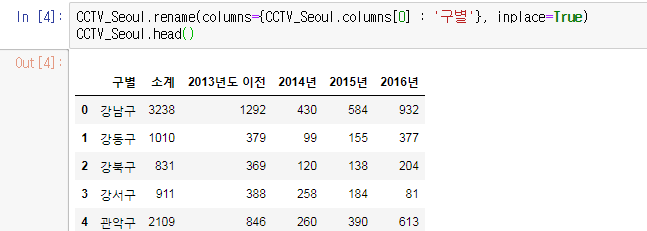 In [4]: CCTV_Seoul.rename(columns={CCTV_Seoul.columns[0] : '구별'}, inplace=True)
CCTV_Seoul.head()
Out[4]:
구별 소계 2013년도 이전 2014년 2015년 2016년
0 강남구 3238 1292 430 584 932
1 강동구 1010 379 99 155 377
2 강북구 831 369 120 138 204
3 강서구 911 388 258 184 81
4 관악구 2109 846 260 390 613